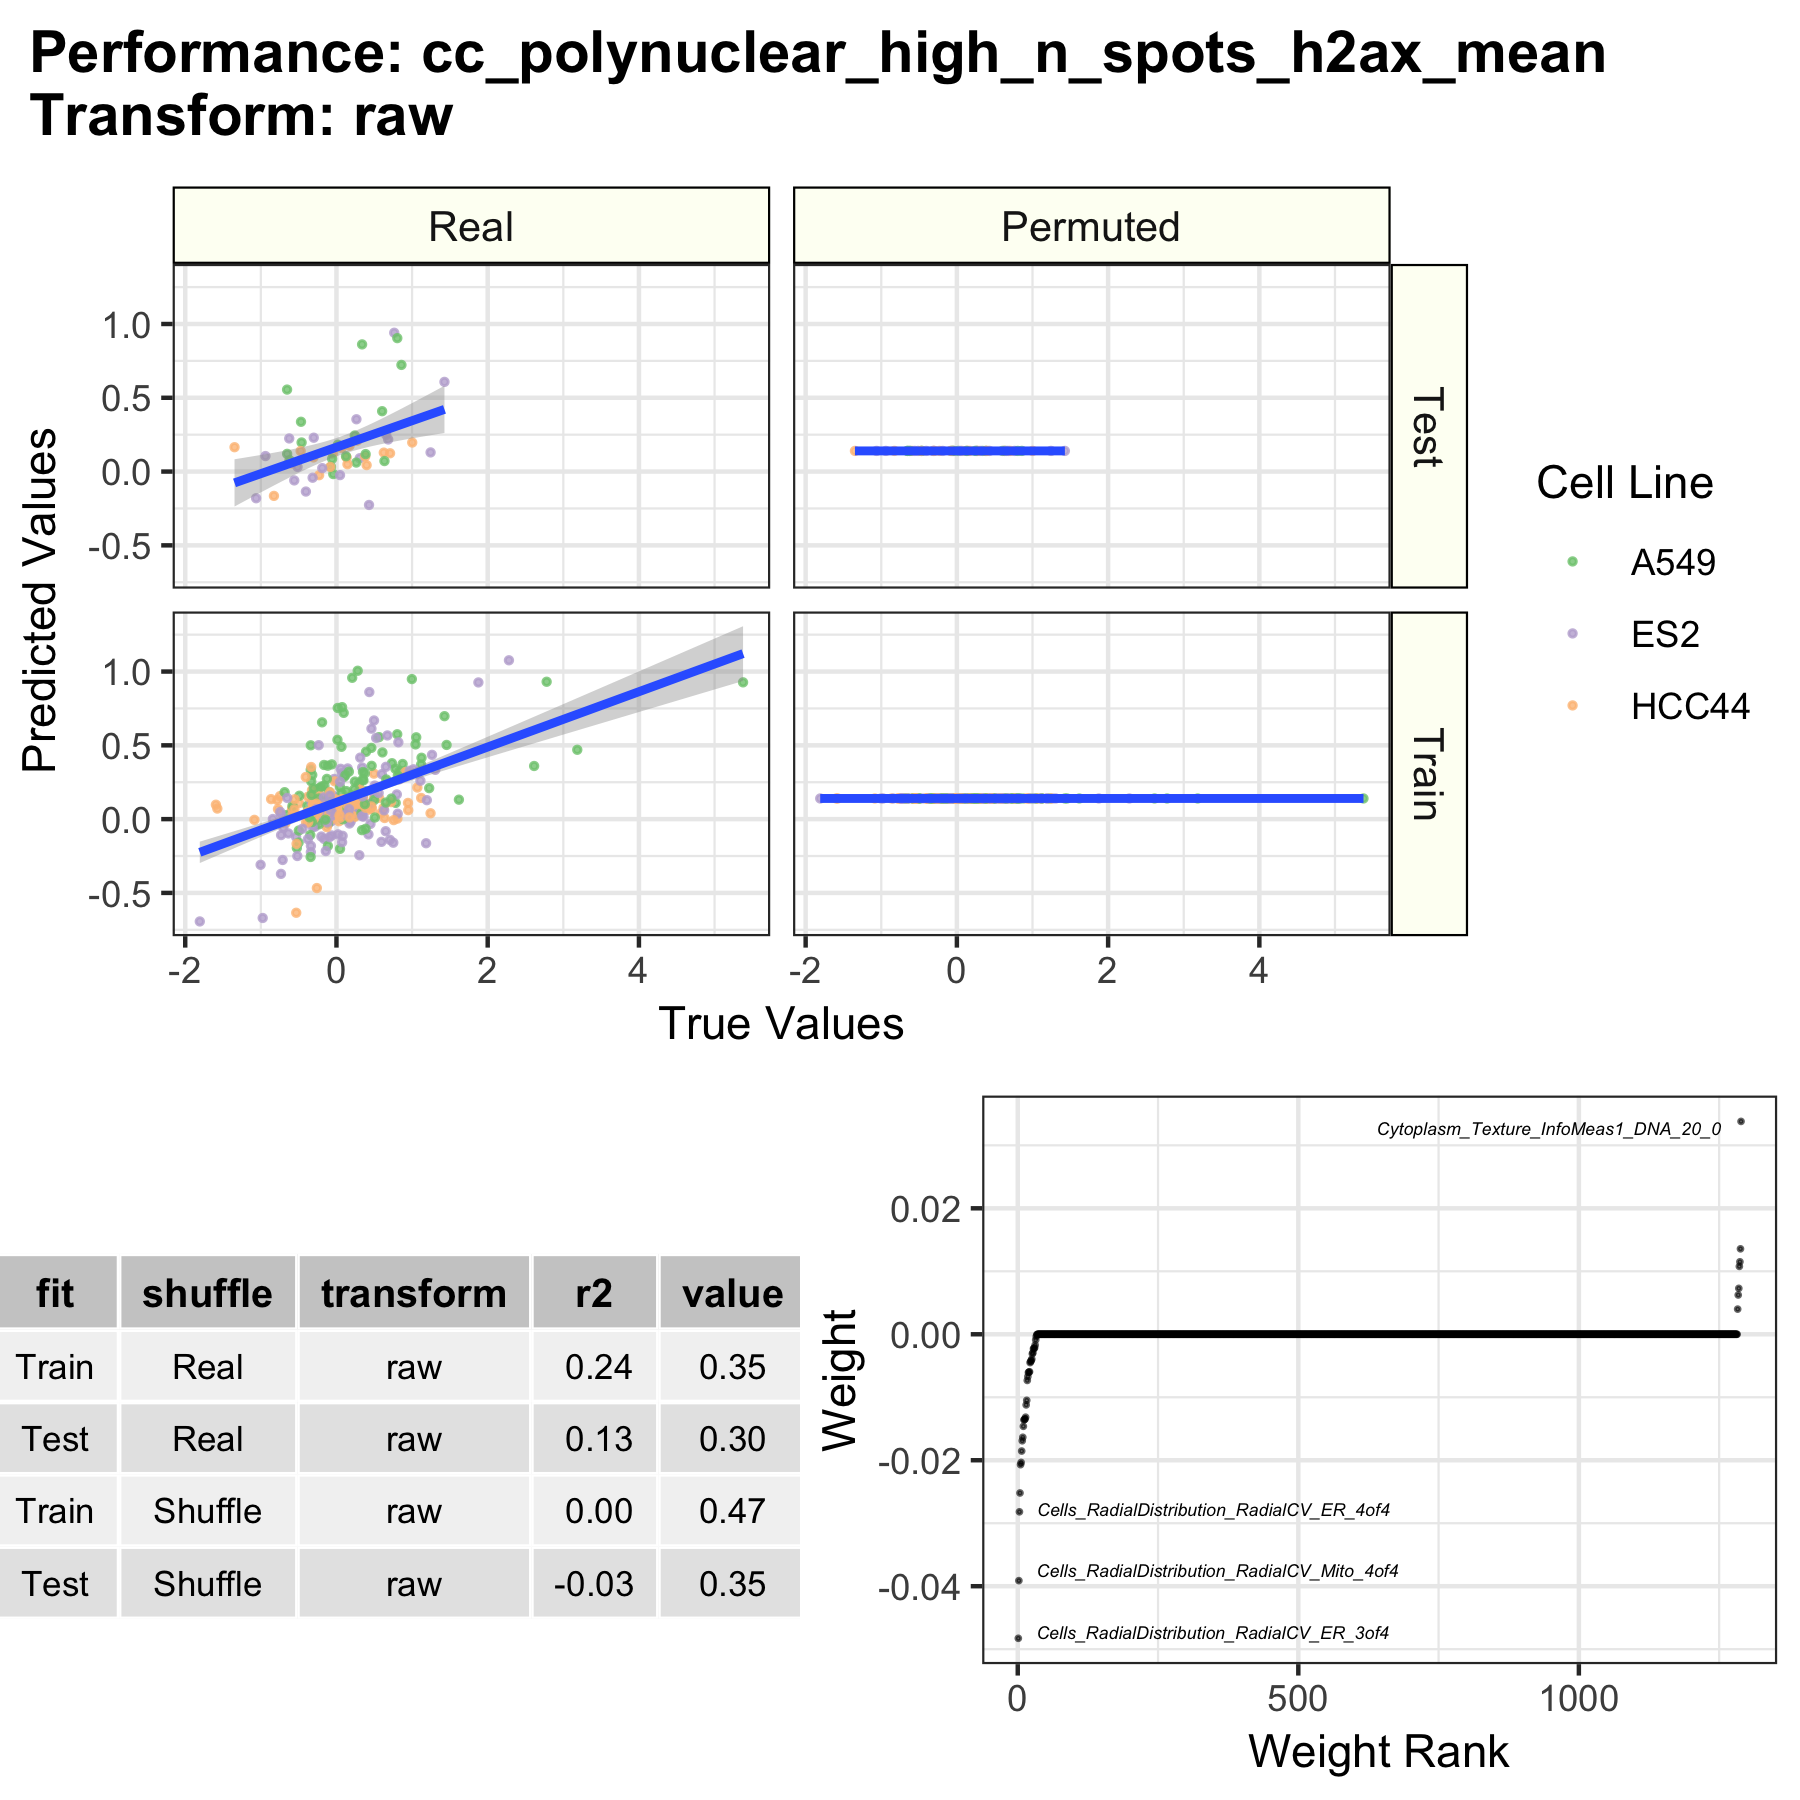 Performance: cc_polynuclear_high_n_spots_h2ax_mean
Transform: raw
Real
Permuted
1.0
0.5
0.0
-0.5
Test
1.0
0.5
0.0
-0.5
Train
Predicted Values
-2
0
2
4
-2
0
2
4
True Values
Cell Line
A549
ES2
HCC44
fit shuffle transform r2 value
Train Real raw 0.24 0.35
Test Real raw 0.13 0.30
Train Shuffle raw 0.00 0.47
Test Shuffle raw -0.03 0.35
Weight
0.02
0.00
-0.02
-0.04
Cytoplasm_Texture_InfoMeas1_DNA_20_0
Cells_RadialDistribution_RadialCV_ER_4of4
Cells_RadialDistribution_RadialCV_Mito_4of4
Cells_RadialDistribution_RadialCV_ER_3of4
0
500
1000
Weight Rank